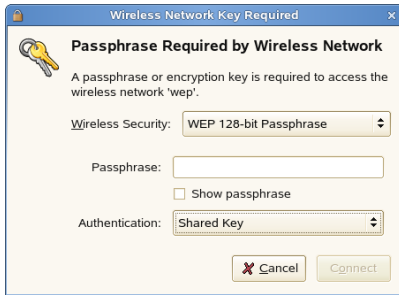 Wireless Network Key Required
Passphrase Required by Wireless Network
A passphrase or encryption key is required to access the
wireless network 'wep'.
Wireless Security: WEP 128-bit Passphrase
Passphrase:
Show passphrase
Authentication: Shared Key
Cancel Connect